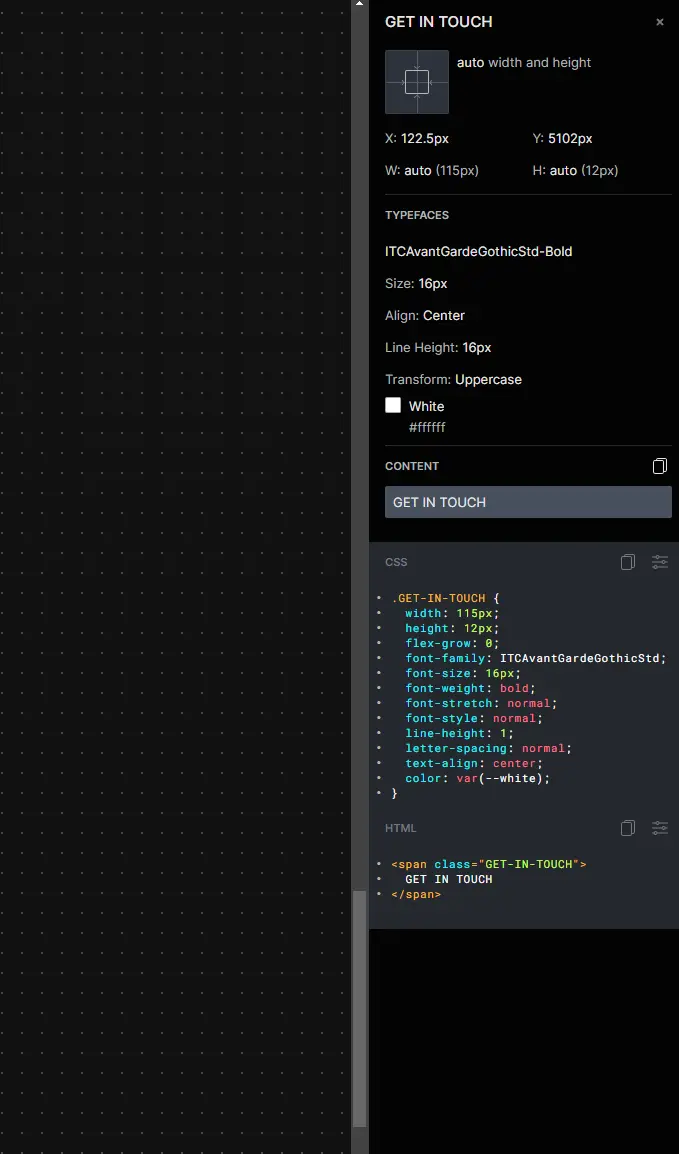 GET IN TOUCH
auto width and height
X: 122.5px Y: 5102px
W: auto (115px) H: auto (12px)
TYPEFACES
ITCAvantGardeGothicStd-Bold
Size: 16px
Align: Center
Line Height: 16px
Transform: Uppercase
White
#ffffff
CONTENT
GET IN TOUCH
CSS
.GET-IN-TOUCH {
width: 115px;
height: 12px;
flex-grow: 0;
font-family: ITCAvantGardeGothicStd;
font-size: 16px;
font-weight: bold;
font-stretch: normal;
font-style: normal;
line-height: 1;
letter-spacing: normal;
text-align: center;
color: var(--white);
}
HTML
<span class="GET-IN-TOUCH">
GET IN TOUCH
</span>